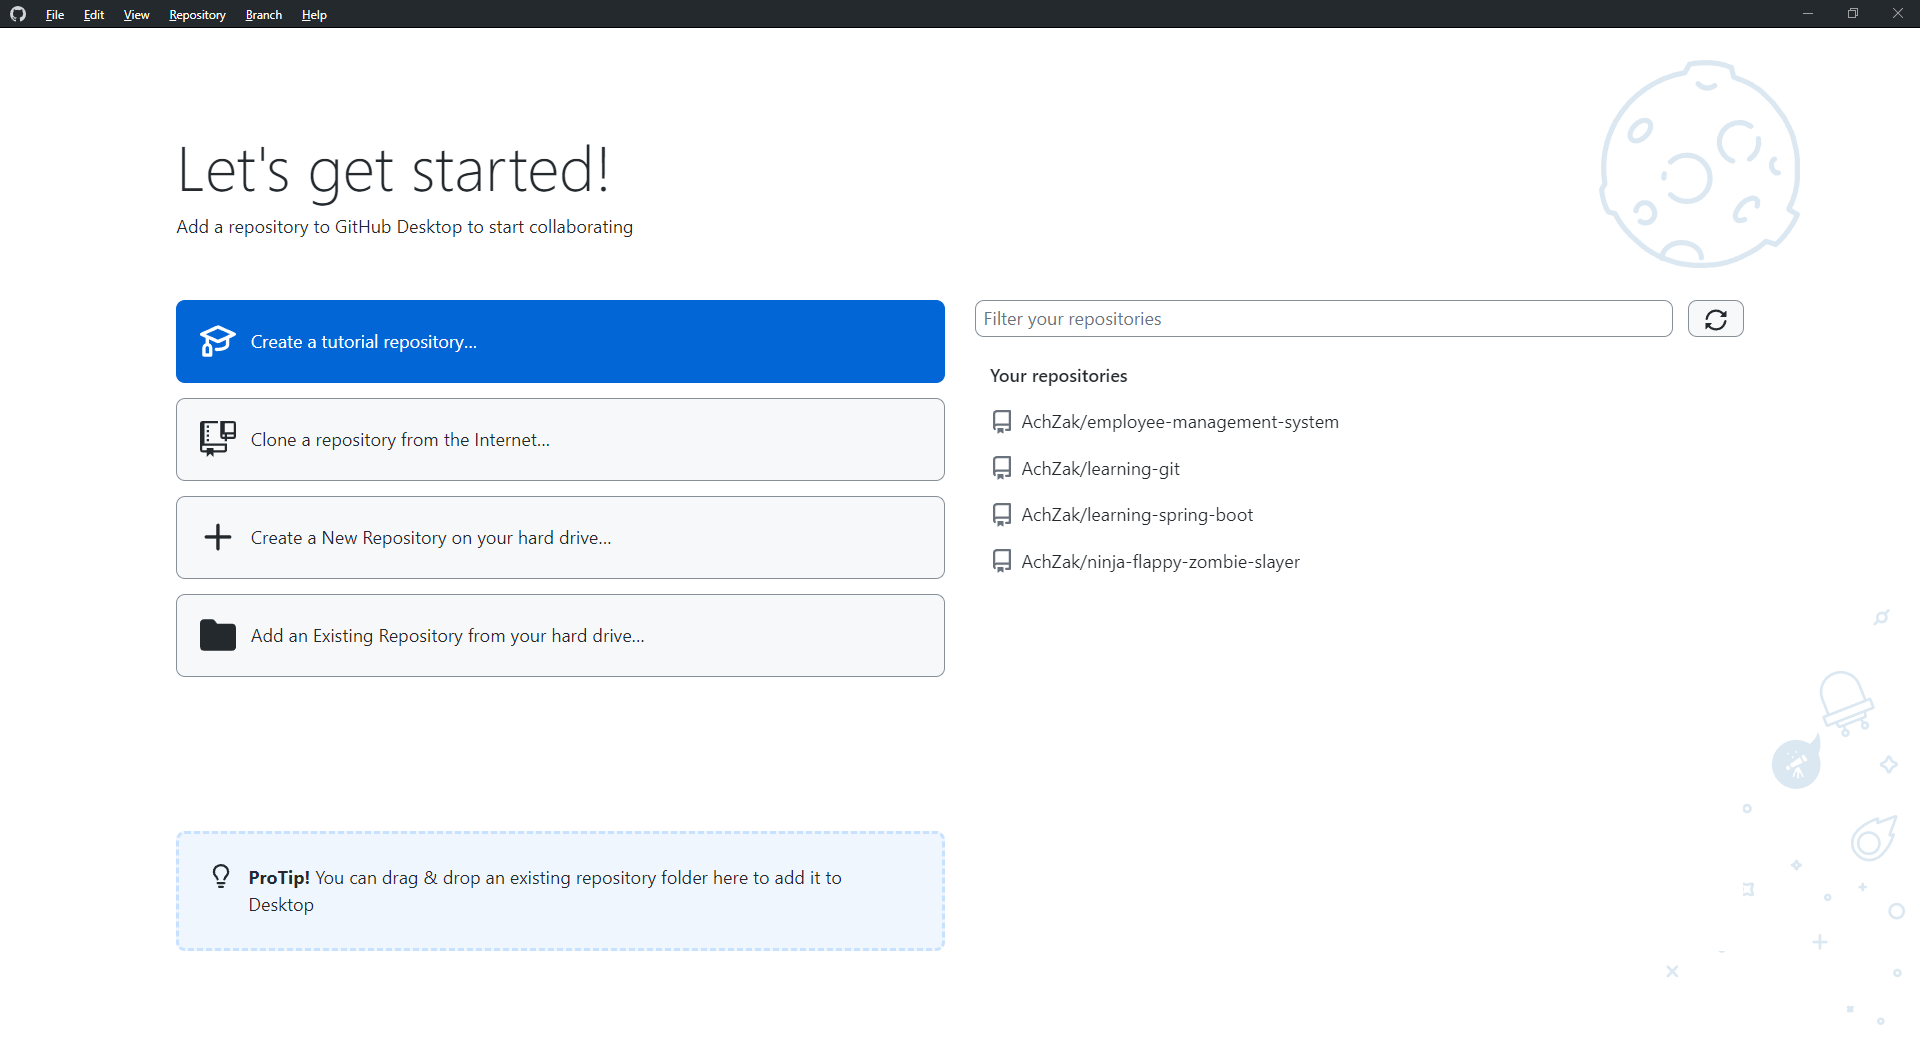 File Edit View Repository Branch Help
Let's get started!
Add a repository to GitHub Desktop to start collaborating
Create a tutorial repository...
Clone a repository from the Internet...
Create a New Repository on your hard drive...
Add an Existing Repository from your hard drive...
ProTip! You can drag & drop an existing repository folder here to add it to
Desktop
Filter your repositories
Your repositories
AchZak/employee-management-system
AchZak/learning-git
AchZak/learning-spring-boot
AchZak/ninja-flappy-zombie-slayer